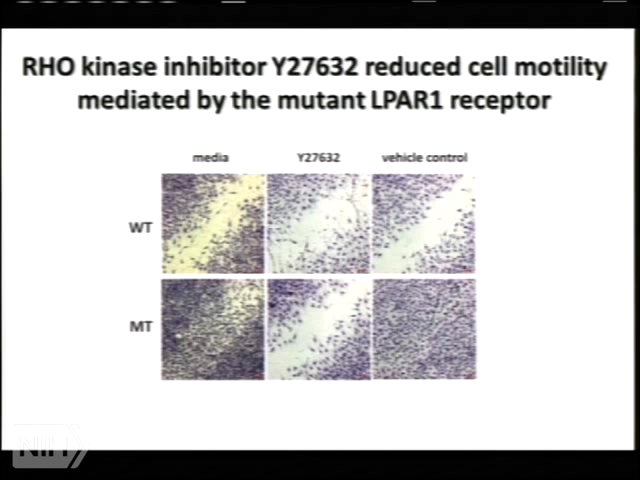 RHO kinase inhibitor Y27632 reduced cell motility
mediated by the mutant LPAR1 receptor
media Y27632 vehicle control
WT
MT
NIH